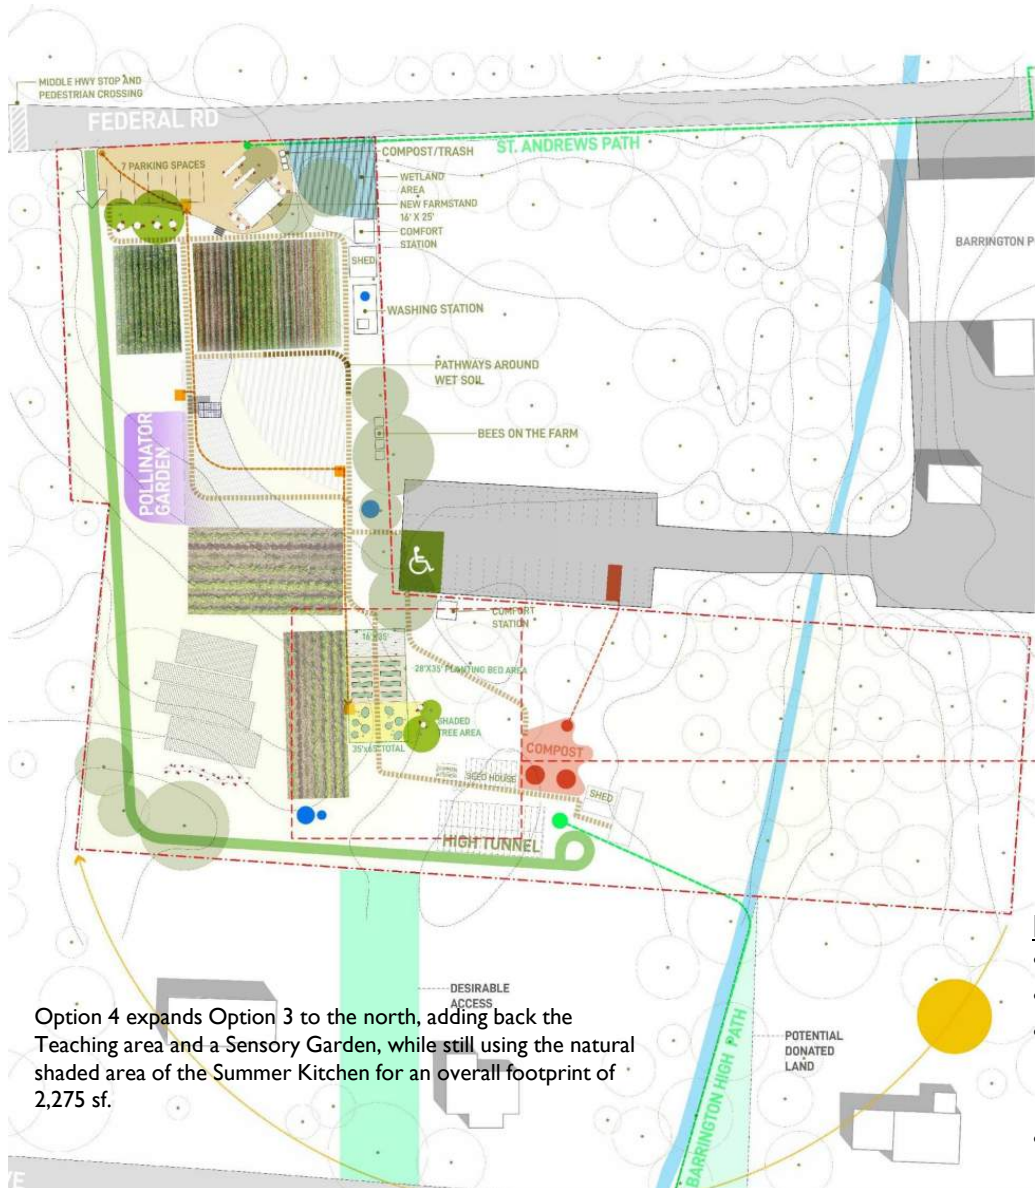 MIDDLE HWY STOP AND
PEDESTRIAN CROSSING
FEDERAL RD
ST. ANDREWS PATH
7 PARKING SPACES
COMPOST/TRASH
WETLAND
AREA
NEW FARMSTAND
16' X 25'
COMFORT
STATION
SHED
BARRINGTON P
WASHING STATION
PATHWAYS AROUND
WET SOIL
POLLINATOR
GARDEN
BEES ON THE FARM
COMFORT
STATION
16'X35'
28'X35' PLANTING BED AREA
SHADED
TREE AREA
35'x65' TOTAL
COMPOST
SEED HOUSE
SHED
HIGH TUNNEL
DESIRABLE
ACCESS
Option 4 expands Option 3 to the north, adding back the
Teaching area and a Sensory Garden, while still using the natural
shaded area of the Summer Kitchen for an overall footprint of
2,275 sf.
POTENTIAL
DONATED
LAND
BARRINGTON HIGH PATH
VE